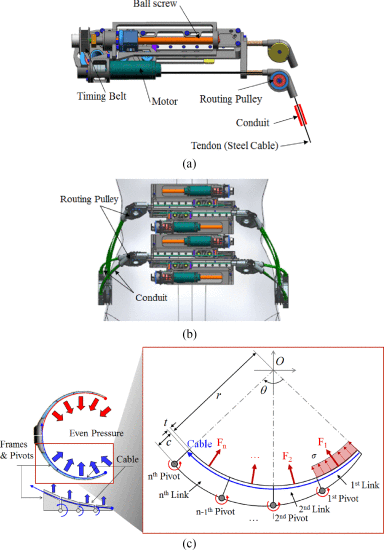 Ball screw
Timing Belt
Motor
Routing Pulley
Conduit
Tendon (Steel Cable)
(a)
Routing Pulley
Conduit
(b)
Even Pressure
Frames
& Pivots
Cable
O
θ
r
t
c
Cable
Fn
...
F2
F1
σ
nth Pivot
nth Link
n-1th Pivot
...
2nd Pivot
2nd Link
1st Pivot
1st Link
(c)